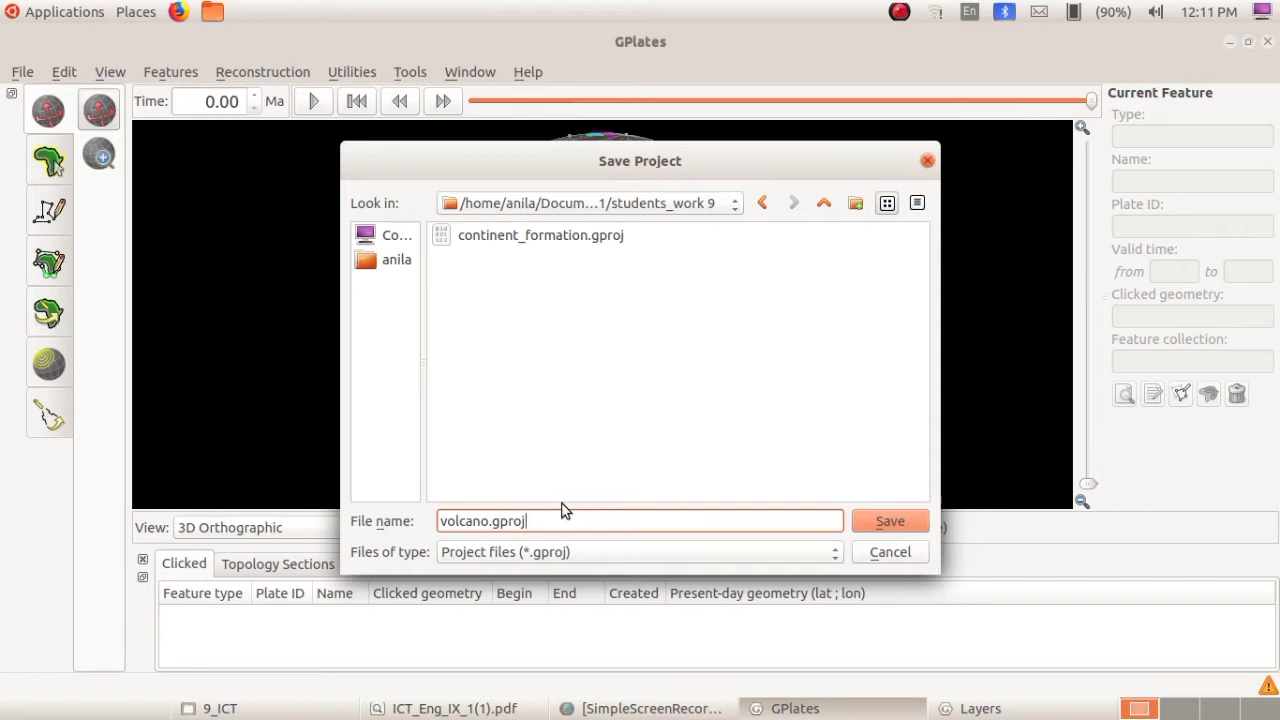 Applications Places En (90%) 12:11 PM
GPlates
File Edit View Features Reconstruction Utilities Tools Window Help
Time: 0.00 Ma
Current Feature
Type:
Name:
Plate ID:
Valid time:
from to
Clicked geometry:
Feature collection:
Save Project
Look in: /home/anila/Docum...1/students_work 9
Co... continent_formation.gproj
anila
File name: volcano.gproj Save
Files of type: Project files (*.gproj) Cancel
View: 3D Orthographic
Clicked Topology Sections
Feature type Plate ID Name Clicked geometry Begin End Created Present-day geometry (lat ; lon)
9_ICT ICT_Eng_IX_1(1).pdf [SimpleScreenRecor... GPlates Layers